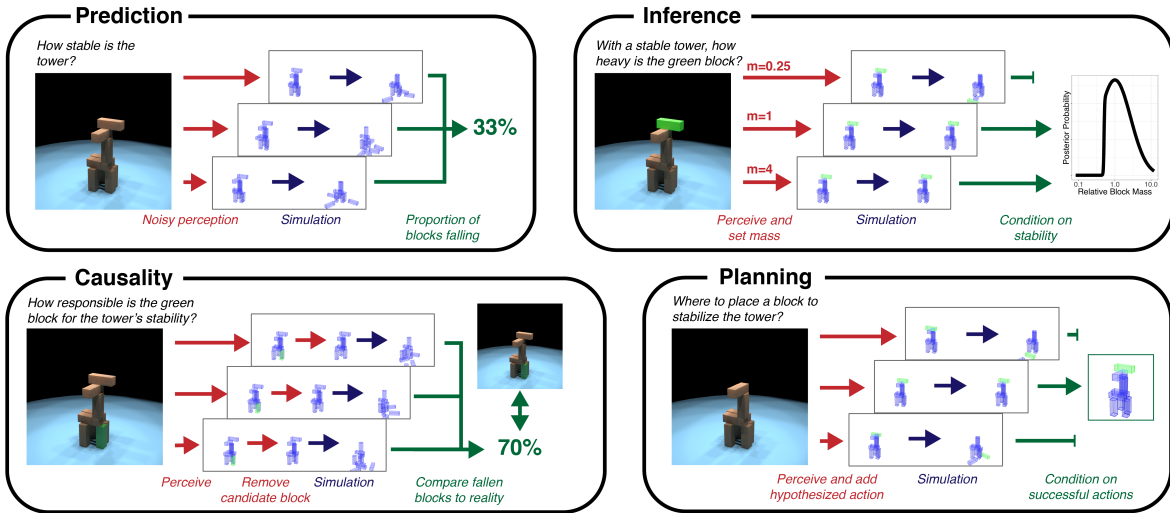 Prediction
How stable is the
tower?
33%
Noisy perception
Simulation
Proportion of
blocks falling
Inference
With a stable tower, how
heavy is the green block?
m=0.25
m=1
m=4
Posterior Probability
0.1 1.0 10.0
Relative Block Mass
Perceive and
set mass
Simulation
Condition on
stability
Causality
How responsible is the green
block for the tower's stability?
70%
Perceive
Remove
candidate block
Simulation
Compare fallen
blocks to reality
Planning
Where to place a block to
stabilize the tower?
Perceive and add
hypothesized action
Simulation
Condition on
successful actions